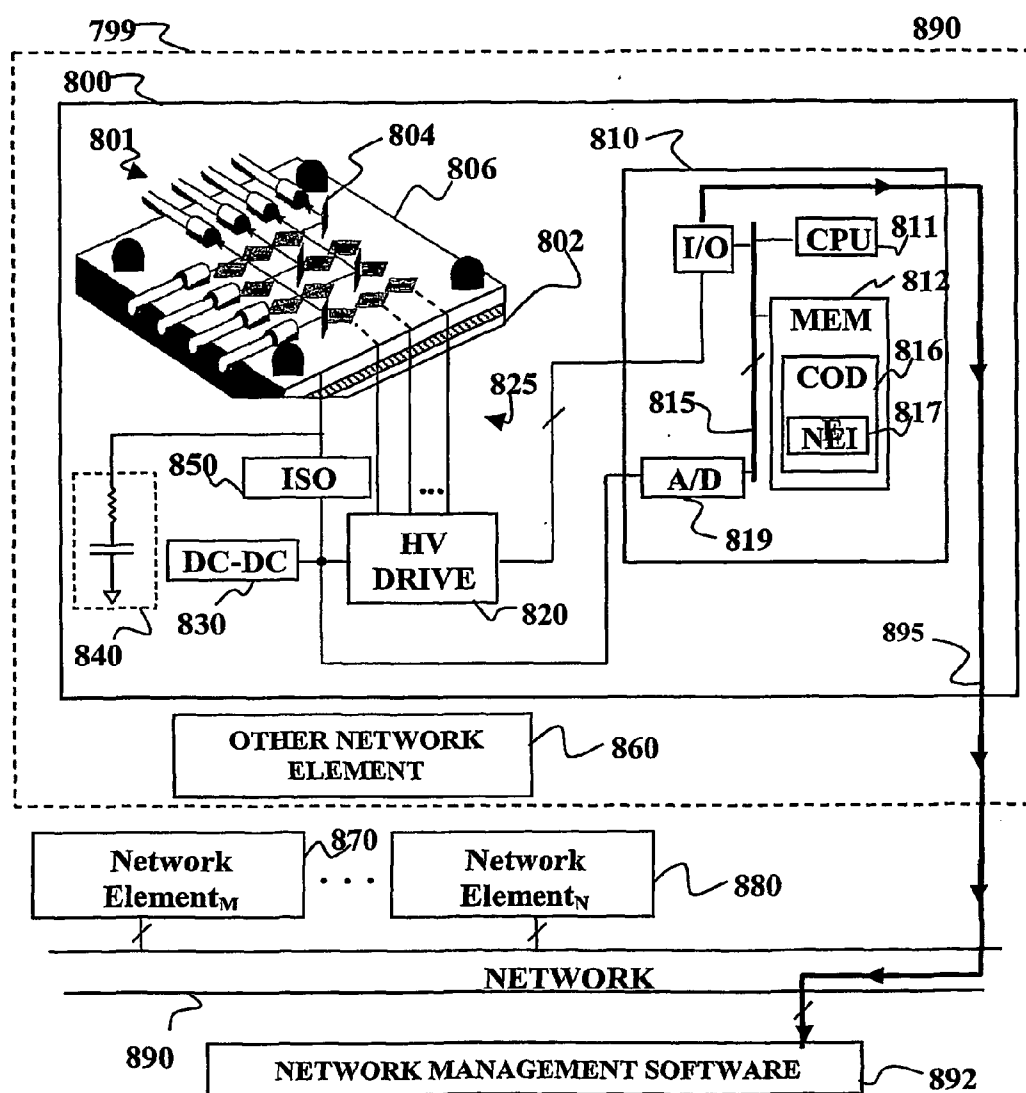 799
890
800
801
804
806
802
810
I/O
CPU
811
812
MEM
COD
E
816
NEI
817
815
825
A/D
819
850
ISO
...
HV
DRIVE
DC-DC
830
820
840
895
OTHER NETWORK
ELEMENT
860
870
Network
ElementM
. . .
Network
ElementN
880
NETWORK
890
NETWORK MANAGEMENT SOFTWARE
892